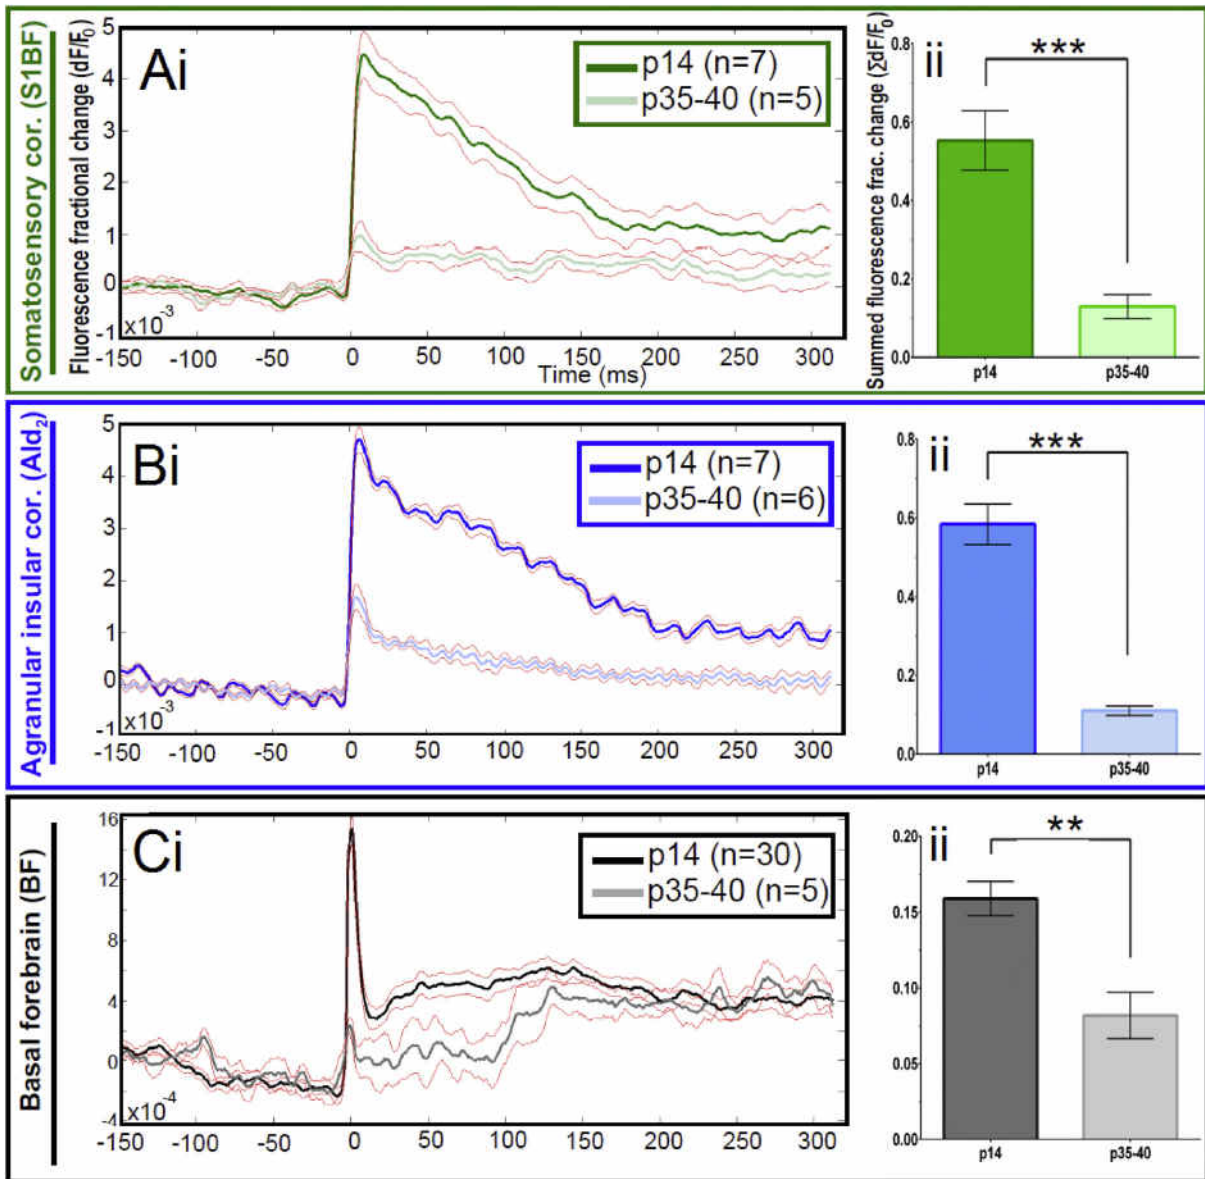 Somatosensory cor. (S1BF)
Fluorescence fractional change (dF/F0)
Ai
p14 (n=7)
p35-40 (n=5)
5
4
3
2
1
0
-1
x10-3
-150 -100 -50 0 50 100 150 200 250 300
Time (ms)
Summed fluorescence frac. change (∑dF/F0)
ii
***
0.8
0.6
0.4
0.2
0.0
p14 p35-40
Agranular insular cor. (AId2)
Bi
p14 (n=7)
p35-40 (n=6)
5
4
3
2
1
0
-1
x10-3
-150 -100 -50 0 50 100 150 200 250 300
ii
***
0.8
0.6
0.4
0.2
0.0
p14 p35-40
Basal forebrain (BF)
Ci
p14 (n=30)
p35-40 (n=5)
16
12
8
4
0
-4
x10-4
-150 -100 -50 0 50 100 150 200 250 300
ii
**
0.20
0.15
0.10
0.05
0.00
p14 p35-40